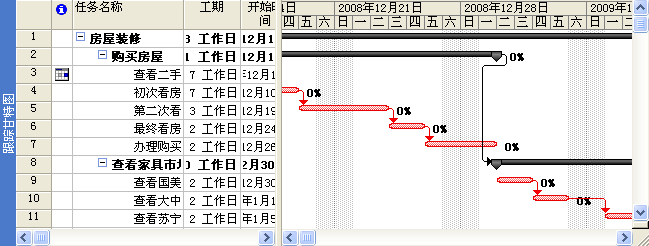 任务名称 工期 开始时间 4日 2008年12月21日 2008年12月28日 2009年1
四 五 六 日 一 二 三 四 五 六 日 一 二 三 四 五 六 日 一
1 房屋装修 3 工作日 12月1
2 购买房屋 1 工作日 12月1 0%
3 查看二手 7 工作日 12月1
4 初次看房 7 工作日 12月10 0%
5 第二次看 3 工作日 12月19 0%
6 最终看房 2 工作日 12月24 0%
7 办理购买 2 工作日 12月26 0%
8 查看家具市 0 工作日 2月30
9 查看国美 2 工作日 12月30 0%
10 查看大中 2 工作日 年1月1 0%
11 查看苏宁 2 工作日 年1月5
跟踪甘特图